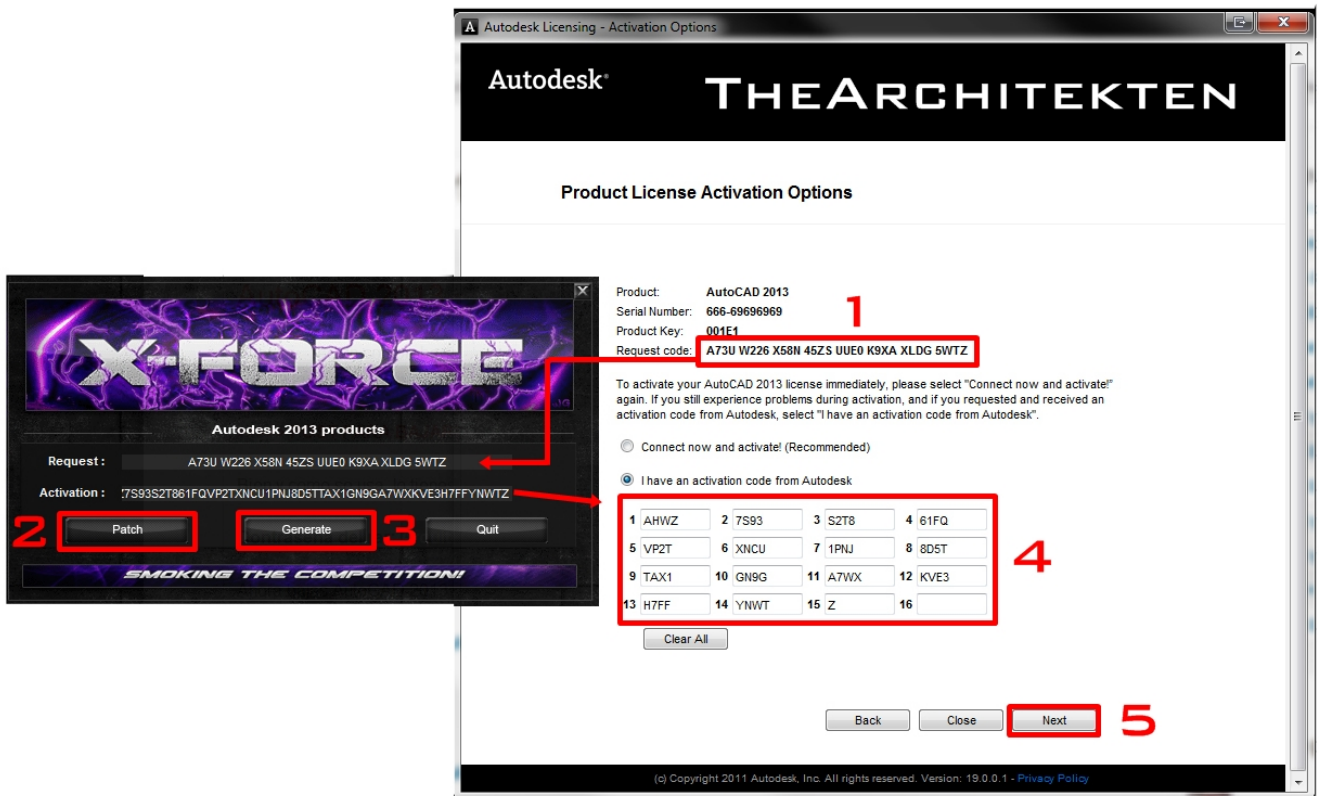 Autodesk Licensing - Activation Options
Autodesk
THEARCHITEKTEN
Product License Activation Options
Product: AutoCAD 2013
Serial Number: 666-69696969
Product Key: 001E1
1
Request code: A73U W226 X58N 45ZS UUE0 K9XA XLDG 5WTZ
To activate your AutoCAD 2013 license immediately, please select "Connect now and activate!"
again. If you still experience problems during activation, and if you requested and received an
activation code from Autodesk, select "I have an activation code from Autodesk".
Connect now and activate! (Recommended)
I have an activation code from Autodesk
1 AHWZ 2 7S93 3 S2T8 4 61FQ
5 VP2T 6 XNCU 7 1PNJ 8 8D5T
9 TAX1 10 GN9G 11 A7WX 12 KVE3
13 H7FF 14 YNWT 15 Z 16
4
Clear All
Back Close Next
5
(c) Copyright 2011 Autodesk, Inc. All rights reserved. Version: 19.0.0.1 - Privacy Policy
X-FORCE
Autodesk 2013 products
Request : A73U W226 X58N 45ZS UUE0 K9XA XLDG 5WTZ
Activation : 7S93S2T861FQVP2TXNCU1PNJ8D5TTAX1GN9GA7WXKVE3H7FFYNWTZ
2 Patch Generate 3 Quit
SMOKING THE COMPETITION!